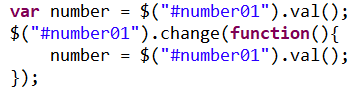 var number = $("#number01").val();
$("#number01").change(function(){
    number = $("#number01").val();
});